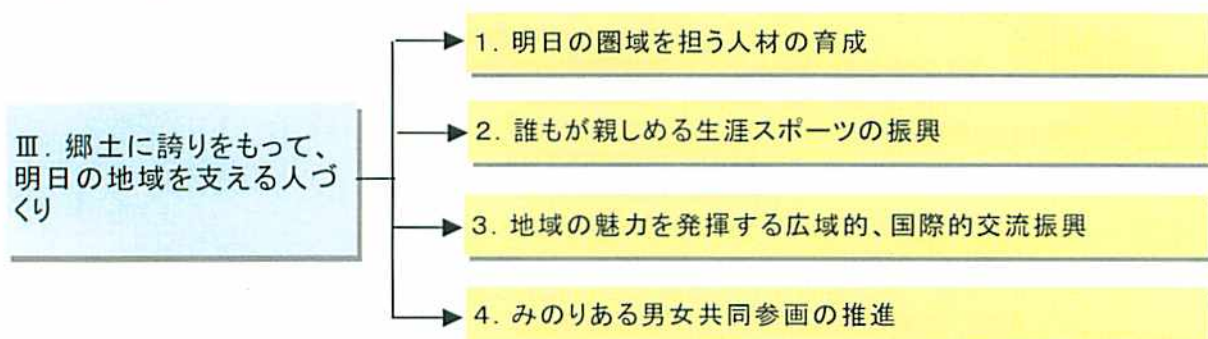 Ⅲ. 郷土に誇りをもって、
明日の地域を支える人づ
くり
1. 明日の圏域を担う人材の育成
2. 誰もが親しめる生涯スポーツの振興
3. 地域の魅力を発揮する広域的、国際的交流振興
4. みのりある男女共同参画の推進